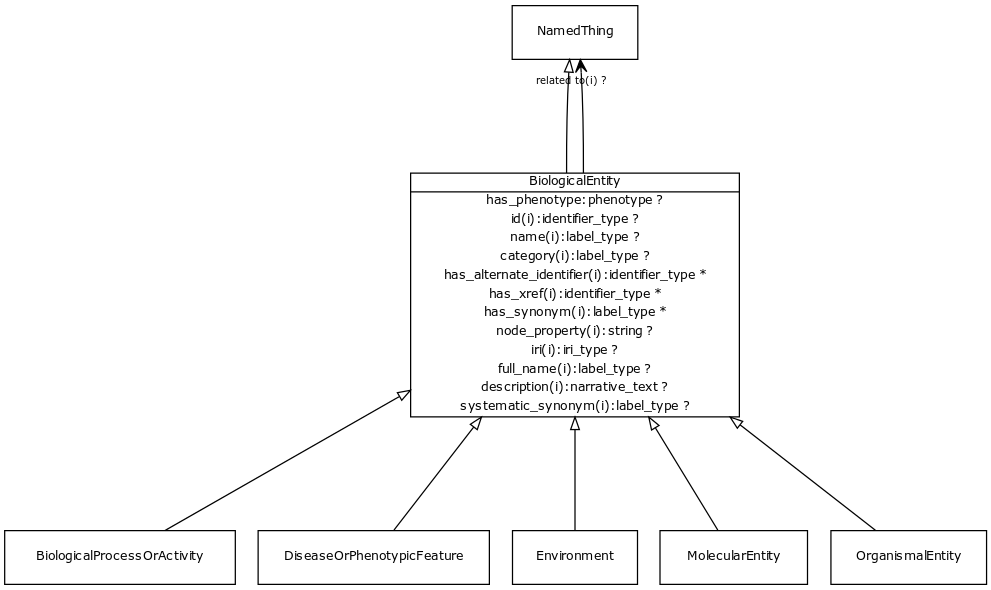 NamedThing
related to(i) ?
BiologicalEntity
has_phenotype:phenotype ?
id(i):identifier_type ?
name(i):label_type ?
category(i):label_type ?
has_alternate_identifier(i):identifier_type *
has_xref(i):identifier_type *
has_synonym(i):label_type *
node_property(i):string ?
iri(i):iri_type ?
full_name(i):label_type ?
description(i):narrative_text ?
systematic_synonym(i):label_type ?
BiologicalProcessOrActivity
DiseaseOrPhenotypicFeature
Environment
MolecularEntity
OrganismalEntity